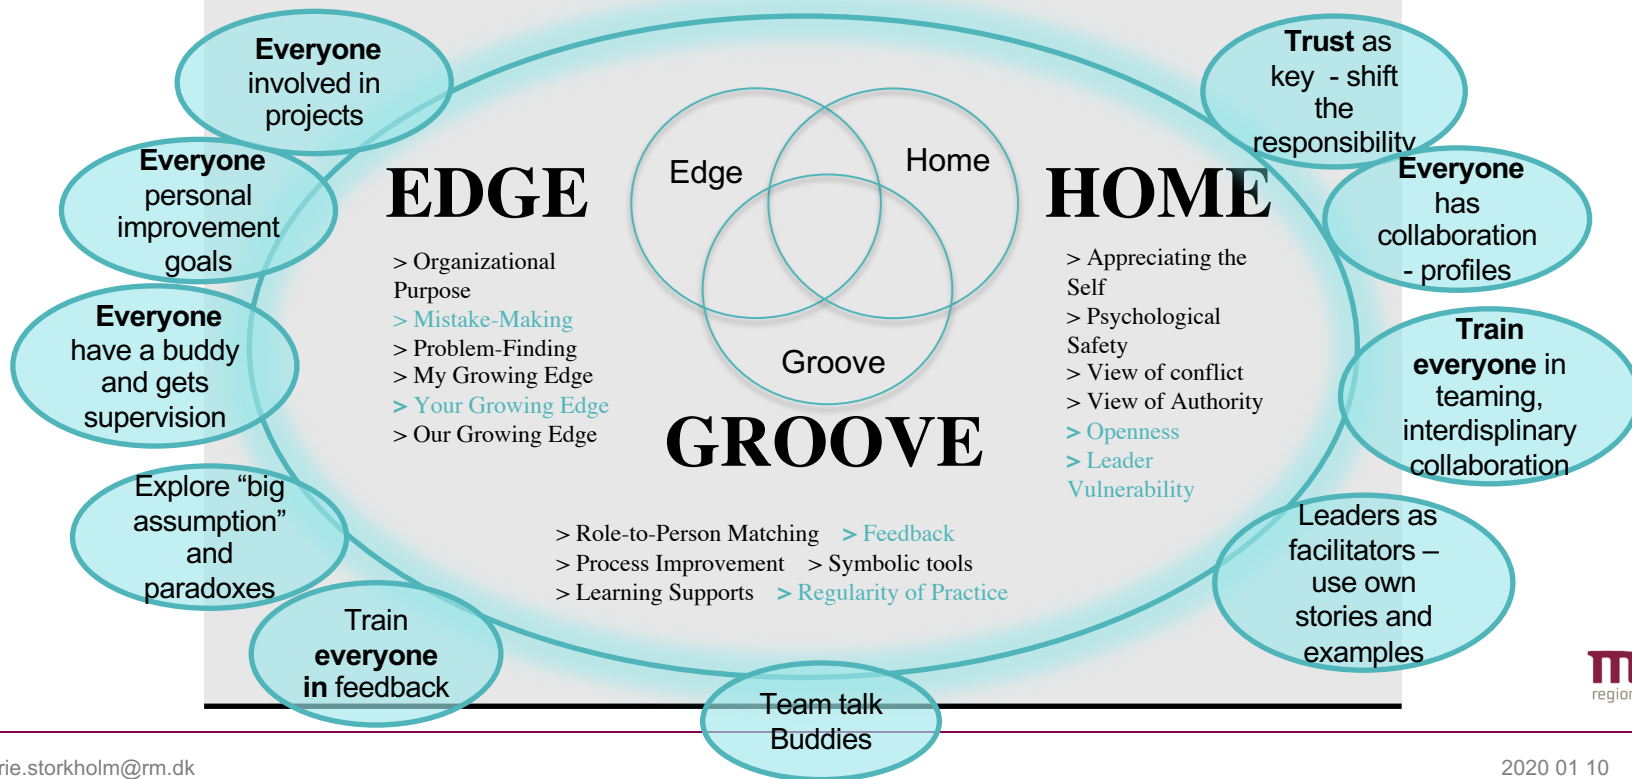 Everyone
involved in
projects
Everyone
personal
improvement
goals
Everyone
have a buddy
and gets
supervision
Explore “big
assumption”
and
paradoxes
Train
everyone
in feedback
Team talk
Buddies
EDGE
> Organizational
Purpose
> Mistake-Making
> Problem-Finding
> My Growing Edge
> Your Growing Edge
> Our Growing Edge
Edge
Home
Groove
GROOVE
> Role-to-Person Matching > Feedback
> Process Improvement > Symbolic tools
> Learning Supports > Regularity of Practice
HOME
> Appreciating the
Self
> Psychological
Safety
> View of conflict
> View of Authority
> Openness
> Leader
Vulnerability
Trust as
key - shift
the
responsibility
Everyone
has
collaboration
- profiles
Train
everyone in
teaming,
interdisplinary
collaboration
Leaders as
facilitators –
use own
stories and
examples
region
rie.storkholm@rm.dk
2020 01 10